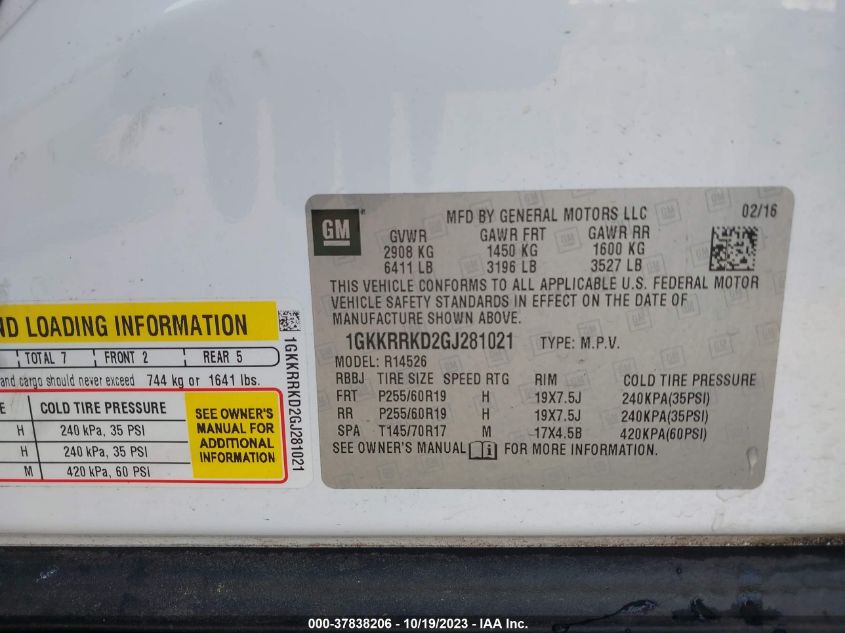 GM
MFD BY GENERAL MOTORS LLC 02/16
GVWR GAWR FRT GAWR RR
2908 KG 1450 KG 1600 KG
6411 LB 3196 LB 3527 LB
THIS VEHICLE CONFORMS TO ALL APPLICABLE U.S. FEDERAL MOTOR
VEHICLE SAFETY STANDARDS IN EFFECT ON THE DATE OF
MANUFACTURE SHOWN ABOVE.
1GKKRRKD2GJ281021 TYPE: M.P.V.
MODEL: R14526
RBBJ TIRE SIZE SPEED RTG RIM COLD TIRE PRESSURE
FRT P255/60R19 H 19X7.5J 240KPA(35PSI)
RR P255/60R19 H 19X7.5J 240KPA(35PSI)
SPA T145/70R17 M 17X4.5B 420KPA(60PSI)
SEE OWNER'S MANUAL FOR MORE INFORMATION.
ND LOADING INFORMATION
TOTAL 7 FRONT 2 REAR 5
and cargo should never exceed 744 kg or 1641 lbs.
E COLD TIRE PRESSURE
H 240 kPa, 35 PSI
H 240 kPa, 35 PSI
M 420 kPa, 60 PSI
SEE OWNER'S
MANUAL FOR
ADDITIONAL
INFORMATION
1GKKRRKD2GJ281021
000-37838206 - 10/19/2023 - IAA Inc.